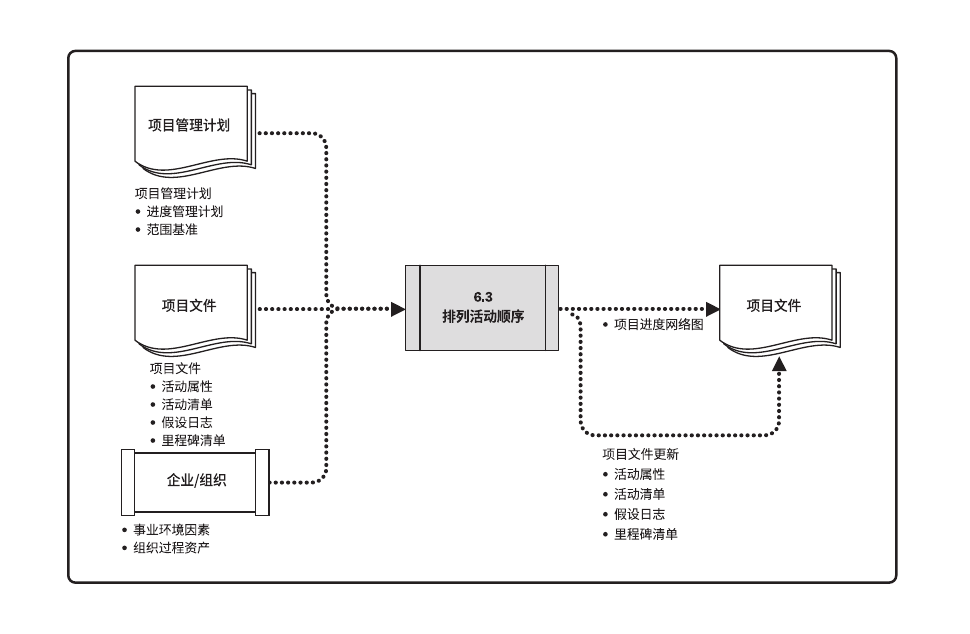 项目管理计划
项目管理计划
• 进度管理计划
• 范围基准
项目文件
项目文件
• 活动属性
• 活动清单
• 假设日志
• 里程碑清单
企业/组织
• 事业环境因素
• 组织过程资产
6.3
排列活动顺序
• 项目进度网络图
项目文件
项目文件更新
• 活动属性
• 活动清单
• 假设日志
• 里程碑清单